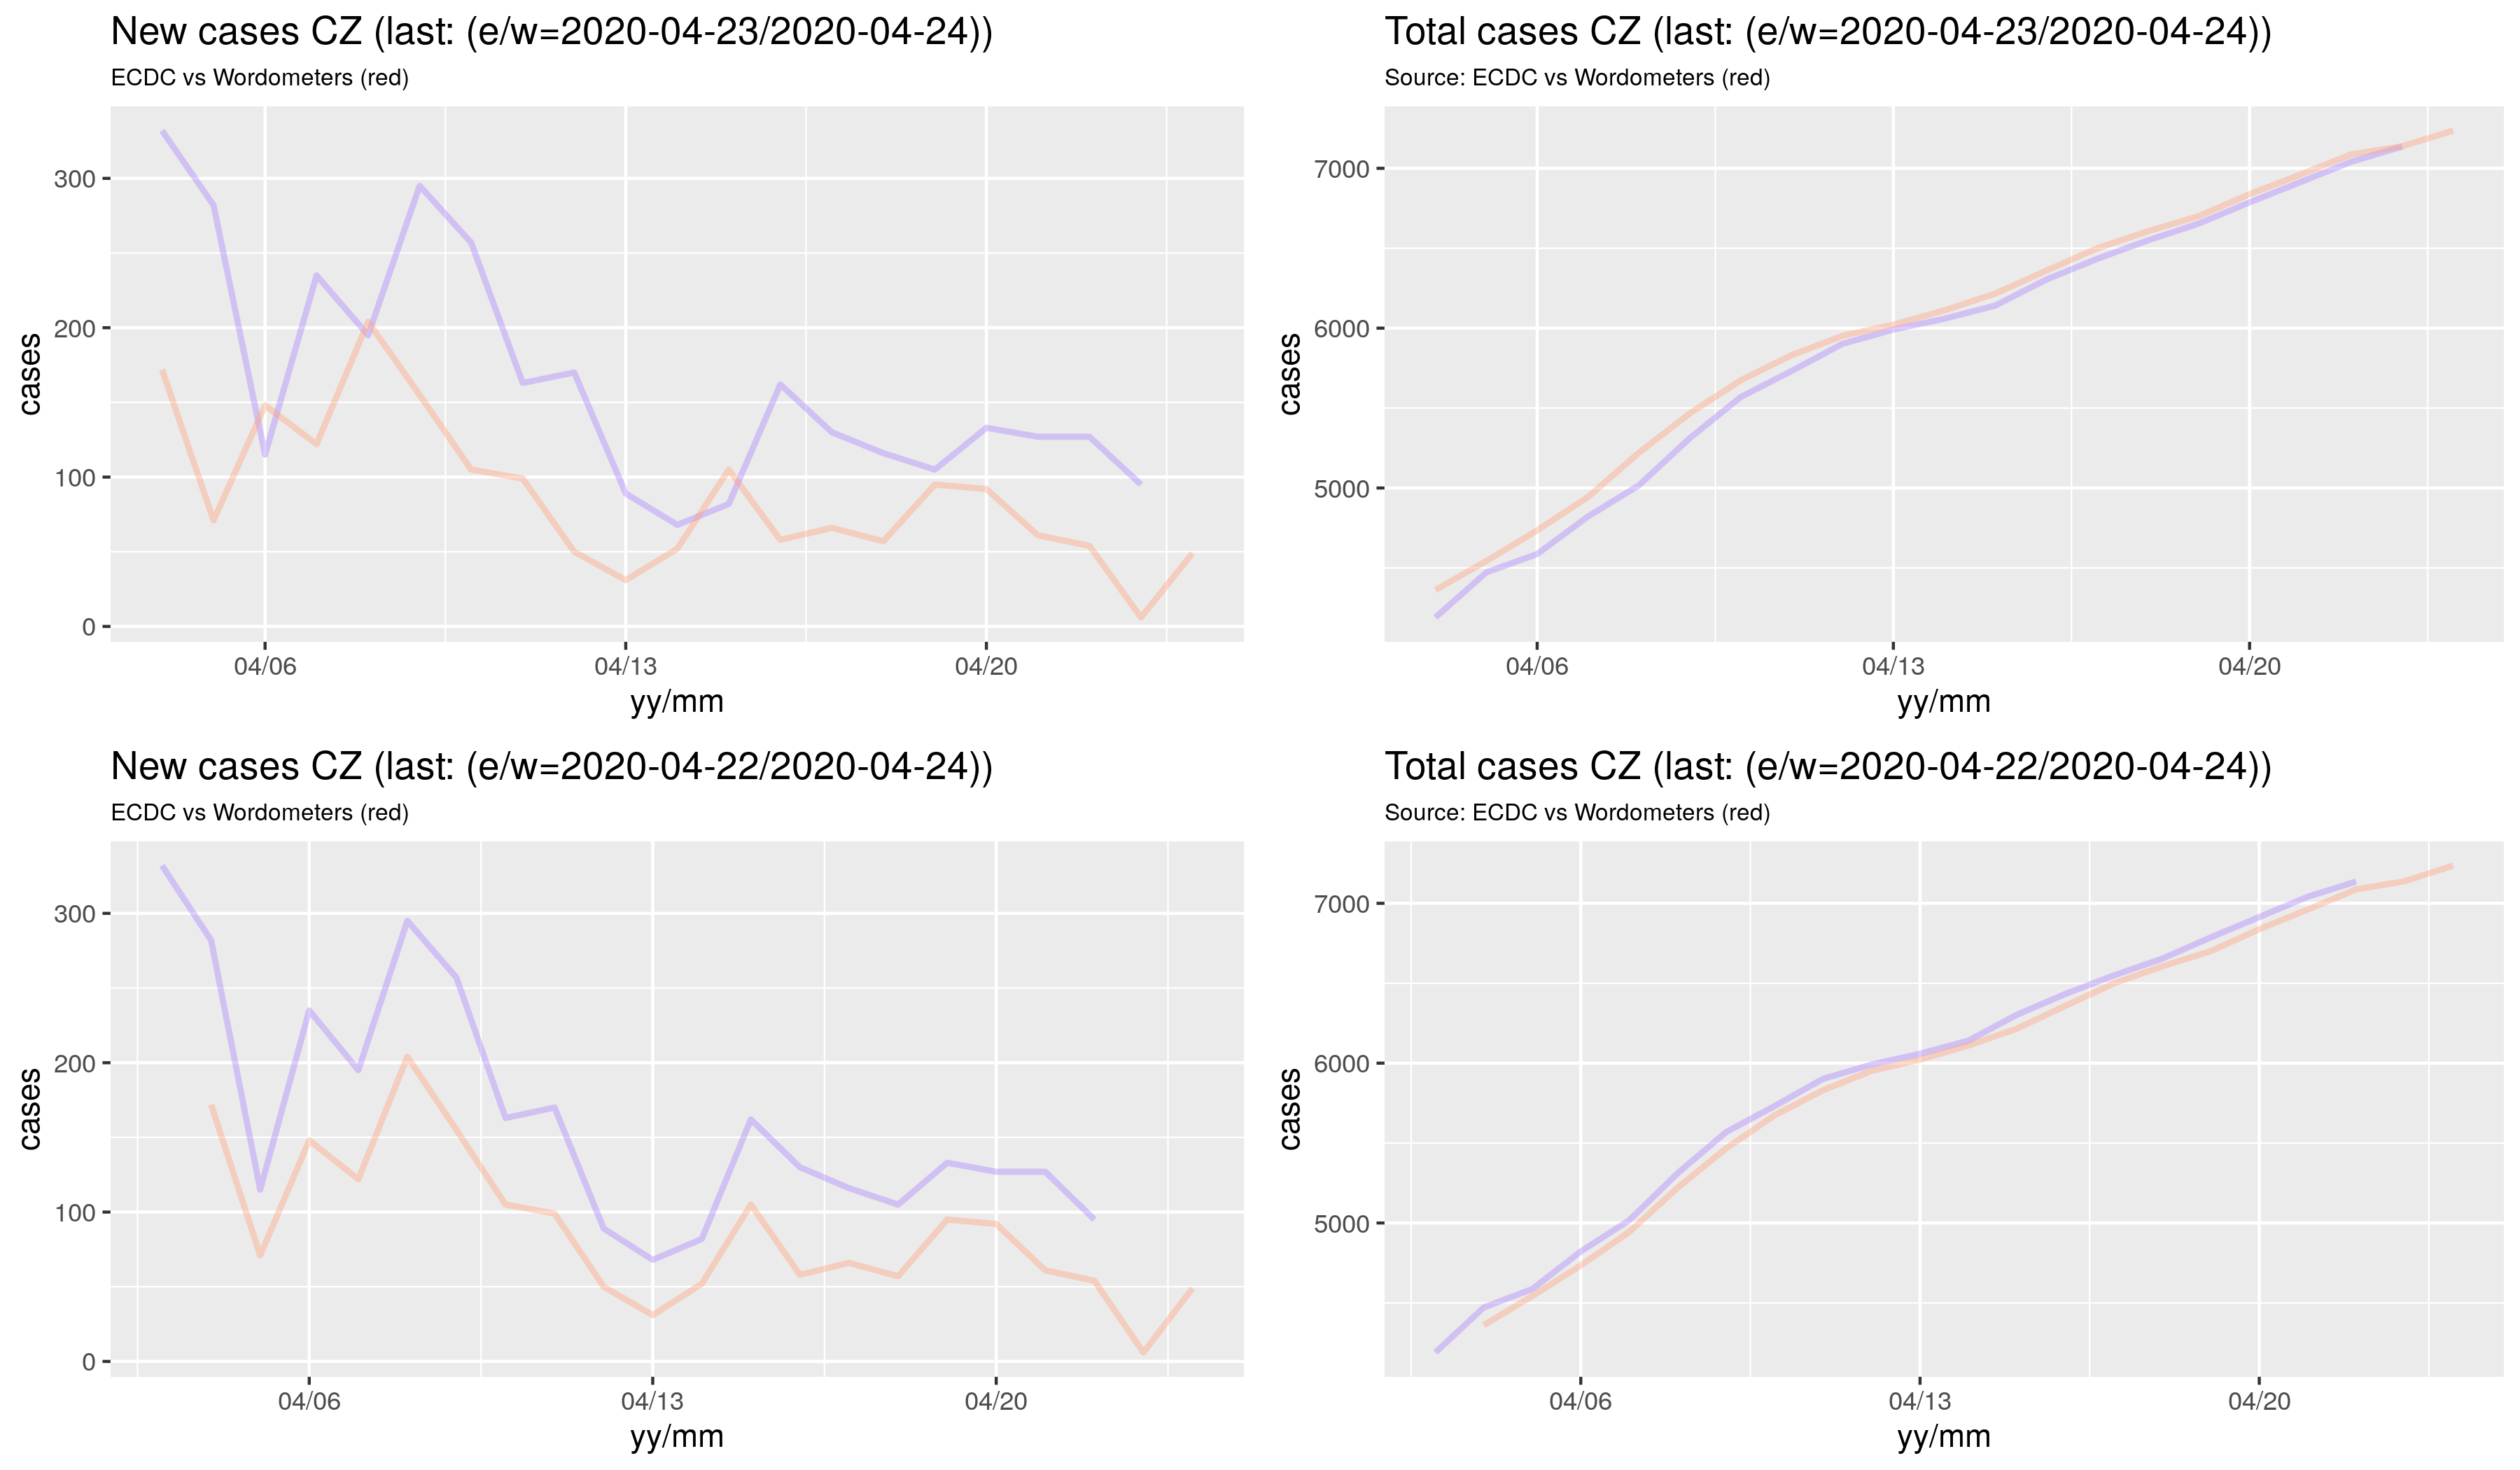 New cases CZ (last: (e/w=2020-04-23/2020-04-24))
ECDC vs Wordometers (red)
300
200
100
0
cases
04/06
04/13
04/20
yy/mm
Total cases CZ (last: (e/w=2020-04-23/2020-04-24))
Source: ECDC vs Wordometers (red)
7000
6000
5000
cases
04/06
04/13
04/20
yy/mm
New cases CZ (last: (e/w=2020-04-22/2020-04-24))
ECDC vs Wordometers (red)
300
200
100
0
cases
04/06
04/13
04/20
yy/mm
Total cases CZ (last: (e/w=2020-04-22/2020-04-24))
Source: ECDC vs Wordometers (red)
7000
6000
5000
cases
04/06
04/13
04/20
yy/mm